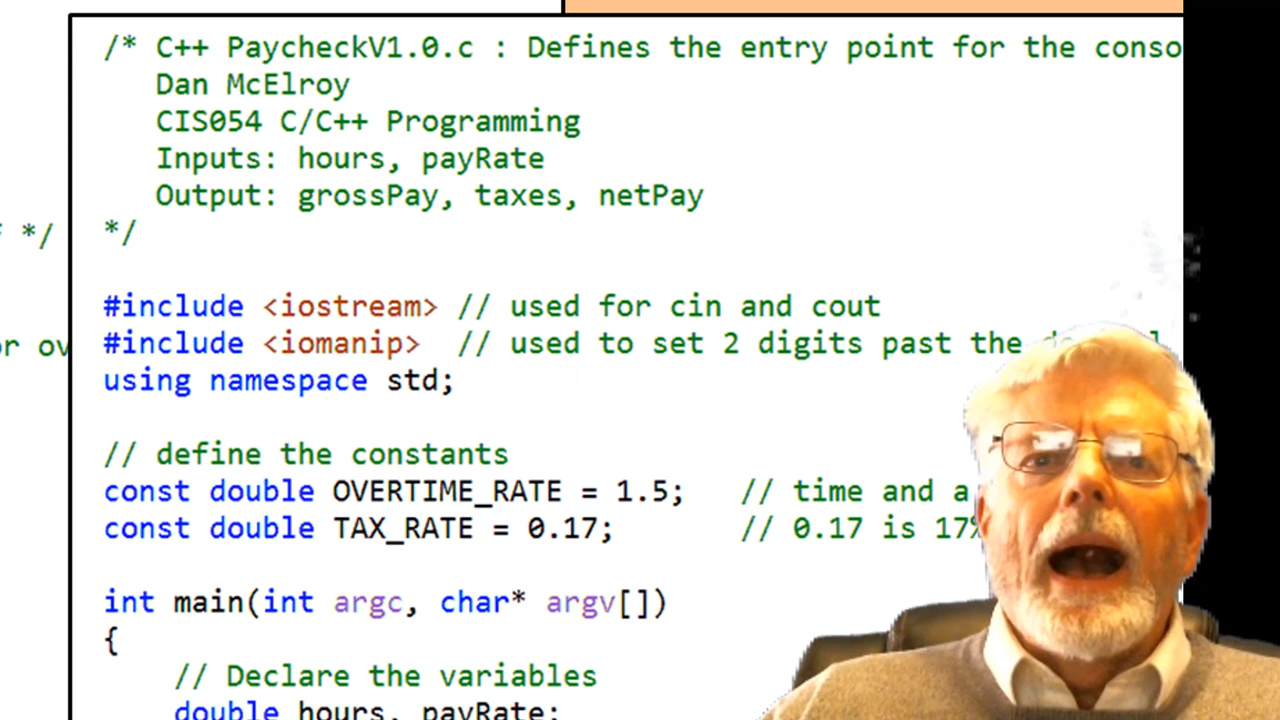 /* C++ PaycheckV1.0.c : Defines the entry point for the conso
Dan McElroy
CIS054 C/C++ Programming
Inputs: hours, payRate
Output: grossPay, taxes, netPay
*/
*/
#include <iostream> // used for cin and cout
#include <iomanip> // used to set 2 digits past the
or ov
using namespace std;
// define the constants
const double OVERTIME_RATE = 1.5; // time and a
const double TAX_RATE = 0.17; // 0.17 is 17%
int main(int argc, char* argv[])
{
// Declare the variables
double hours, payRate;